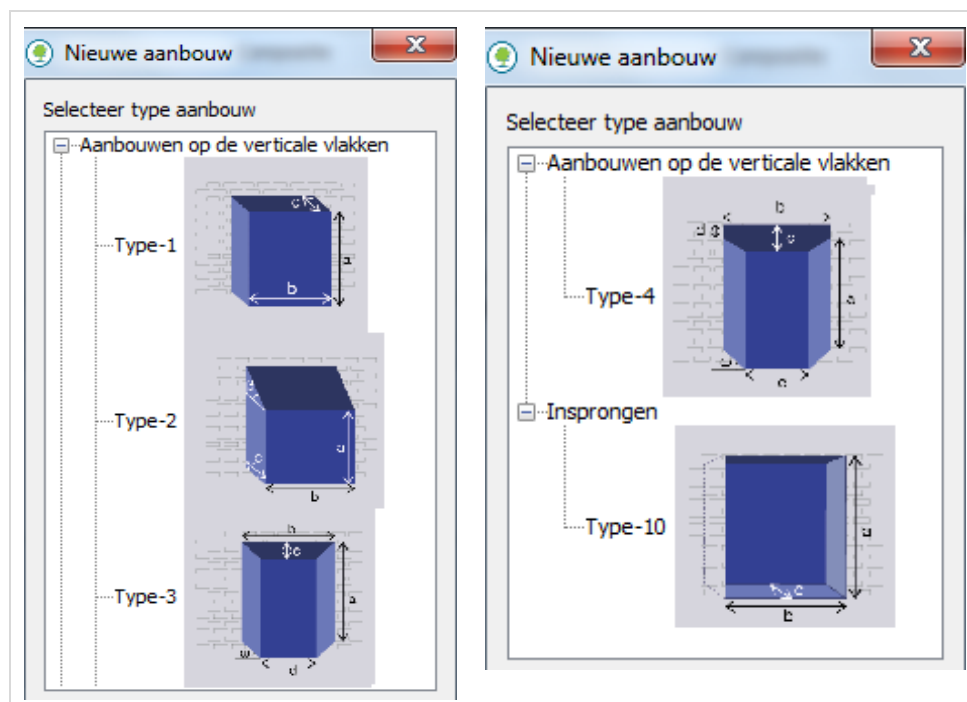 Nieuwe aanbouw
Selecteer type aanbouw
Aanbouwen op de verticale vlakken
Type-1
c
a
b
Type-2
c
a
b
Type-3
b
c
a
d
Nieuwe aanbouw
Selecteer type aanbouw
Aanbouwen op de verticale vlakken
Type-4
b
d
c
a
e
Insprongen
Type-10
a
c
b